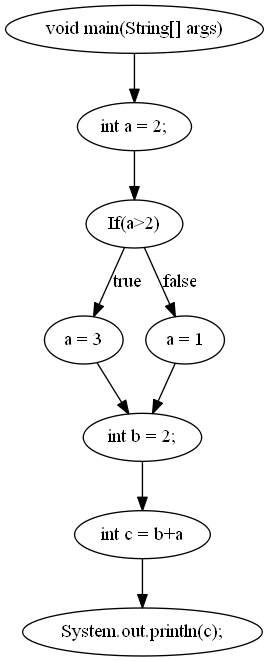 void main(String[] args)
int a = 2;
If(a>2)
true
false
a = 3
a = 1
int b = 2;
int c = b+a
System.out.println(c);